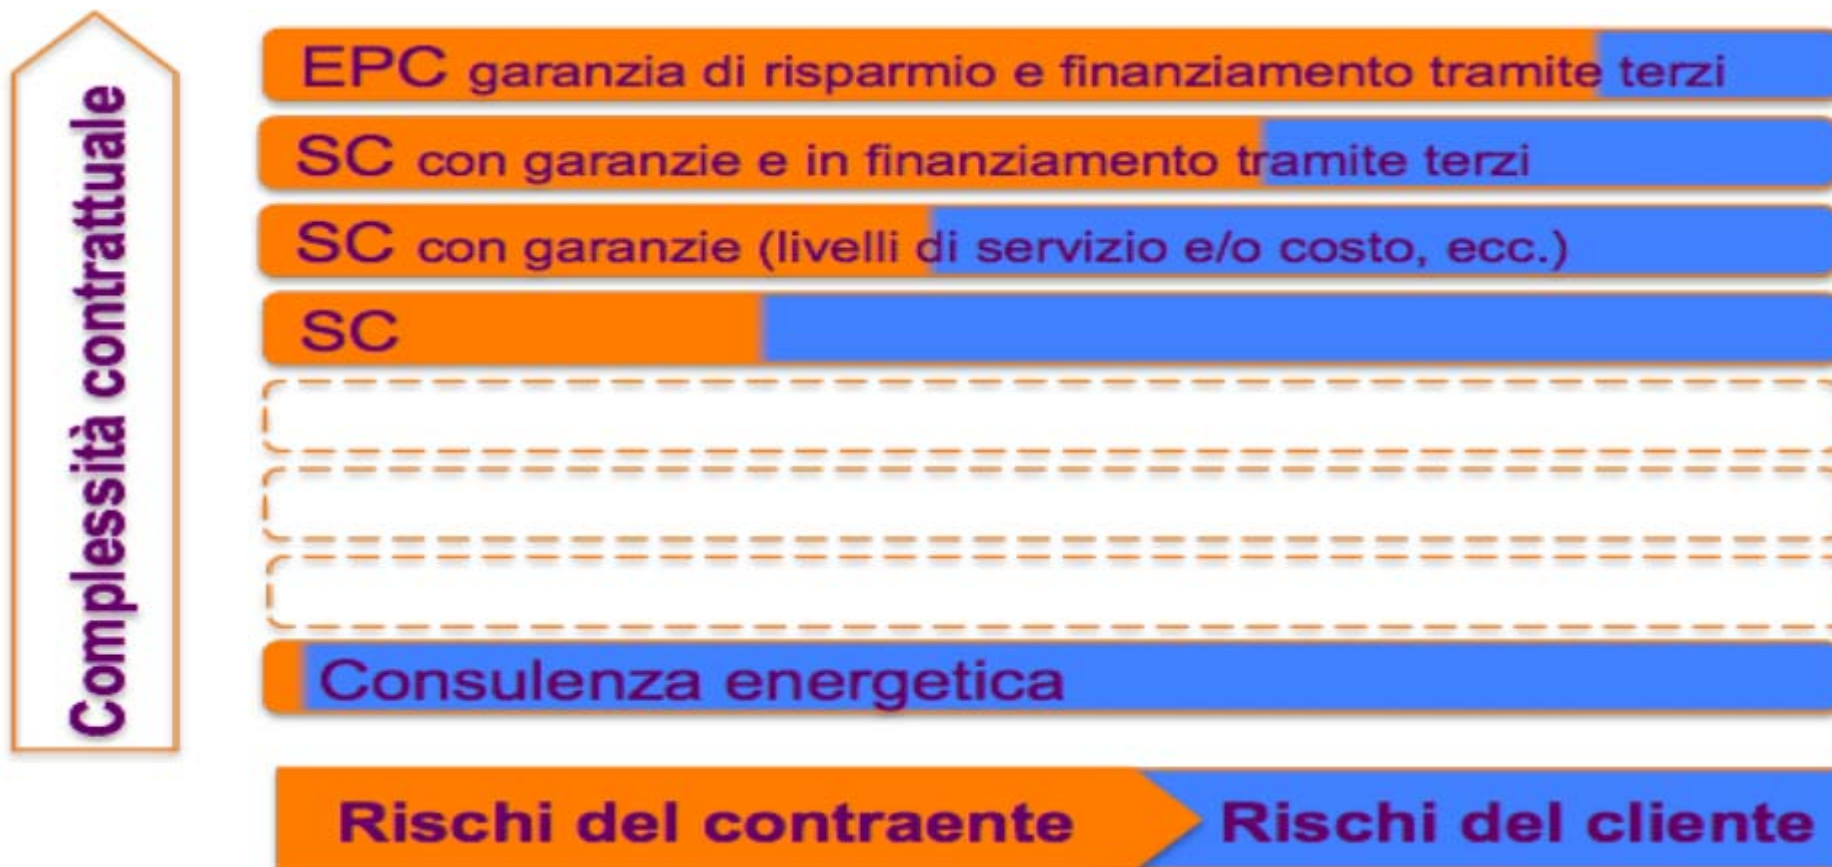 Complessità contrattuale
EPC garanzia di risparmio e finanziamento tramite terzi
SC con garanzie e in finanziamento tramite terzi
SC con garanzie (livelli di servizio e/o costo, ecc.)
SC
Consulenza energetica
Rischi del contraente
Rischi del cliente